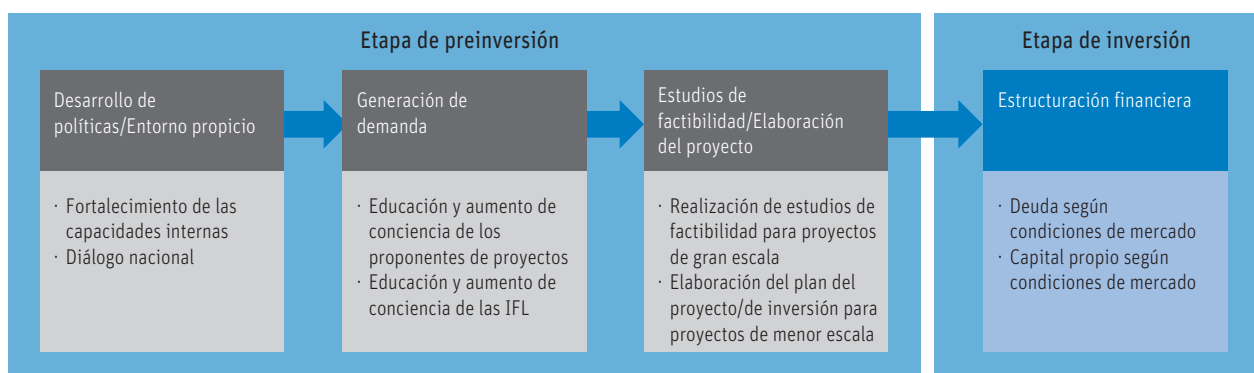 Etapa de preinversión
Desarrollo de
políticas/Entorno propicio
· Fortalecimiento de las
capacidades internas
· Diálogo nacional
Generación de
demanda
· Educación y aumento de
conciencia de los
proponentes de proyectos
· Educación y aumento de
conciencia de las IFL
Estudios de
factibilidad/Elaboración
del proyecto
· Realización de estudios de
factibilidad para proyectos
de gran escala
· Elaboración del plan del
proyecto/de inversión para
proyectos de menor escala
Etapa de inversión
Estructuración financiera
· Deuda según
condiciones de mercado
· Capital propio según
condiciones de mercado